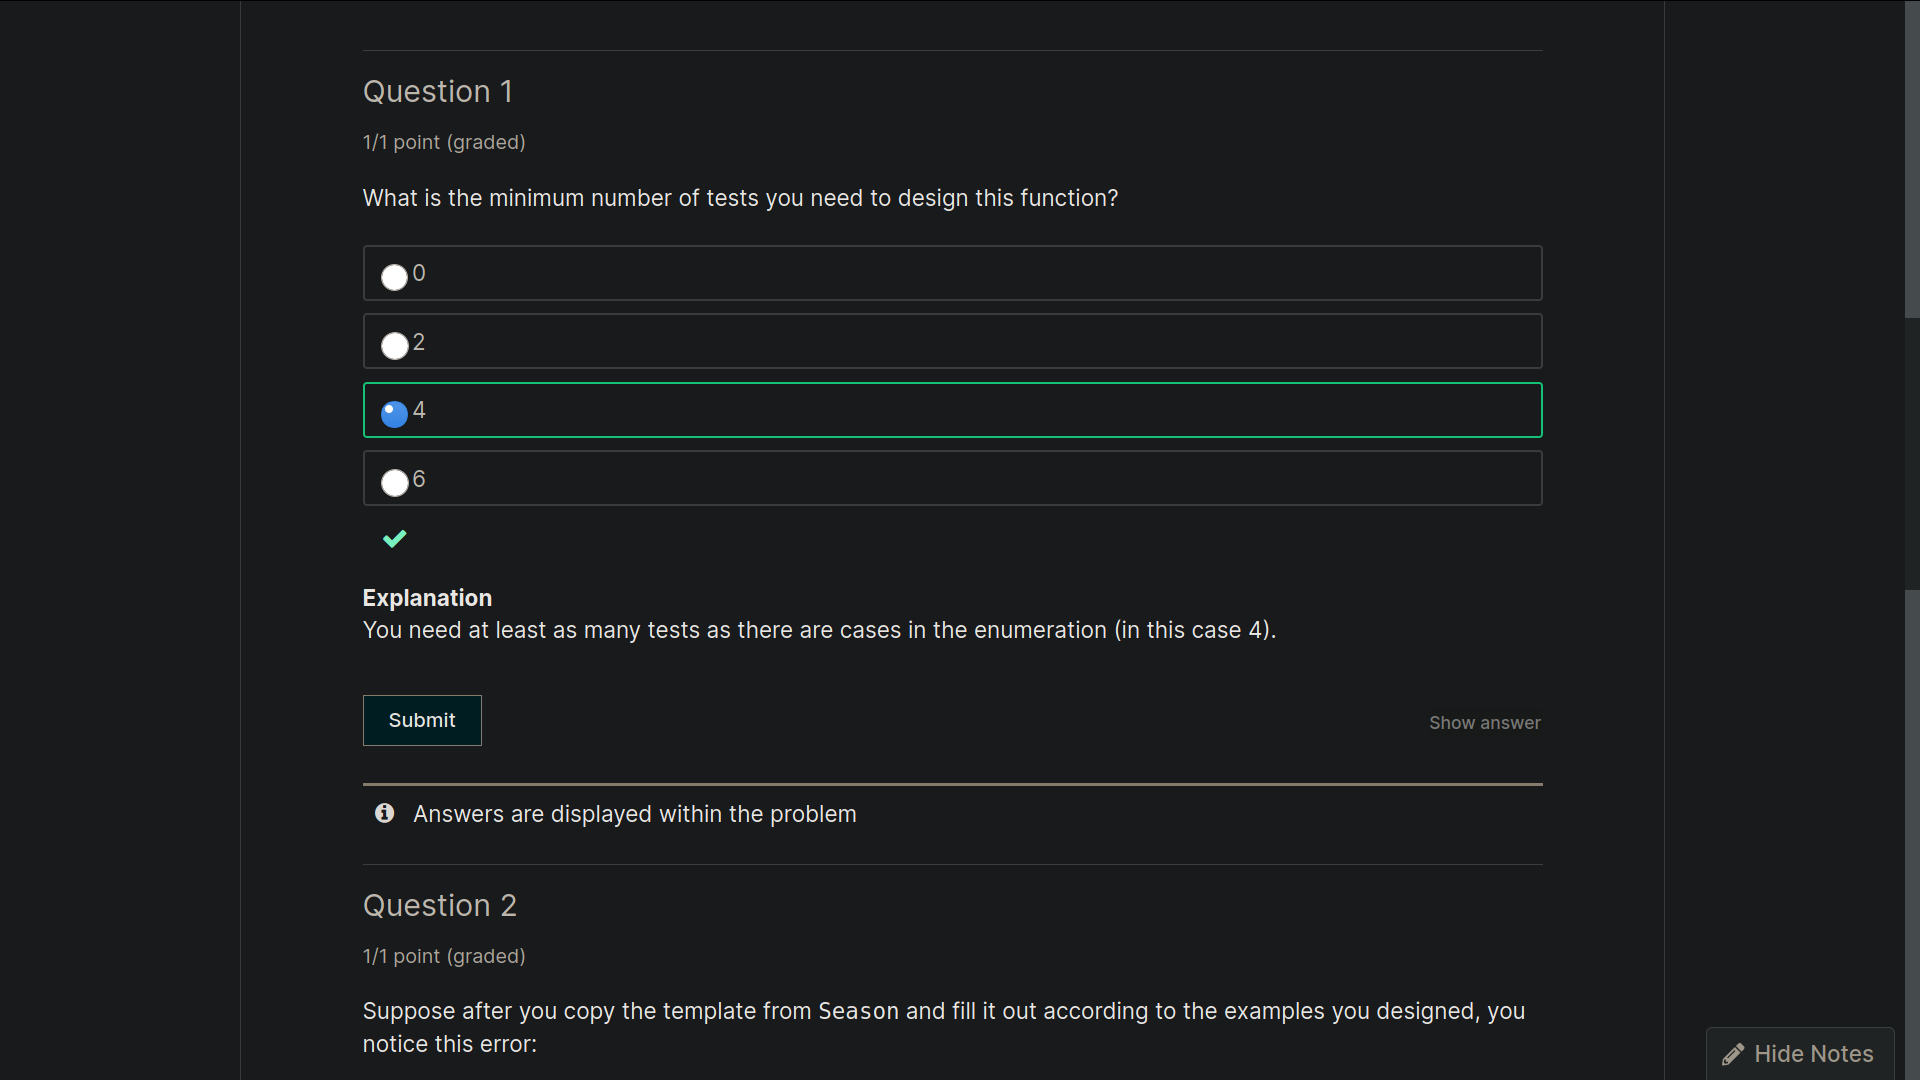 Question 1
1/1 point (graded)
What is the minimum number of tests you need to design this function?
0
2
4
6
Explanation
You need at least as many tests as there are cases in the enumeration (in this case 4).
Submit
Show answer
Answers are displayed within the problem
Question 2
1/1 point (graded)
Suppose after you copy the template from Season and fill it out according to the examples you designed, you
notice this error:
Hide Notes